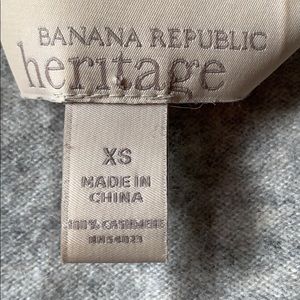 BANANA REPUBLIC
heritage
XS
MADE IN
CHINA
100% CASHMERE